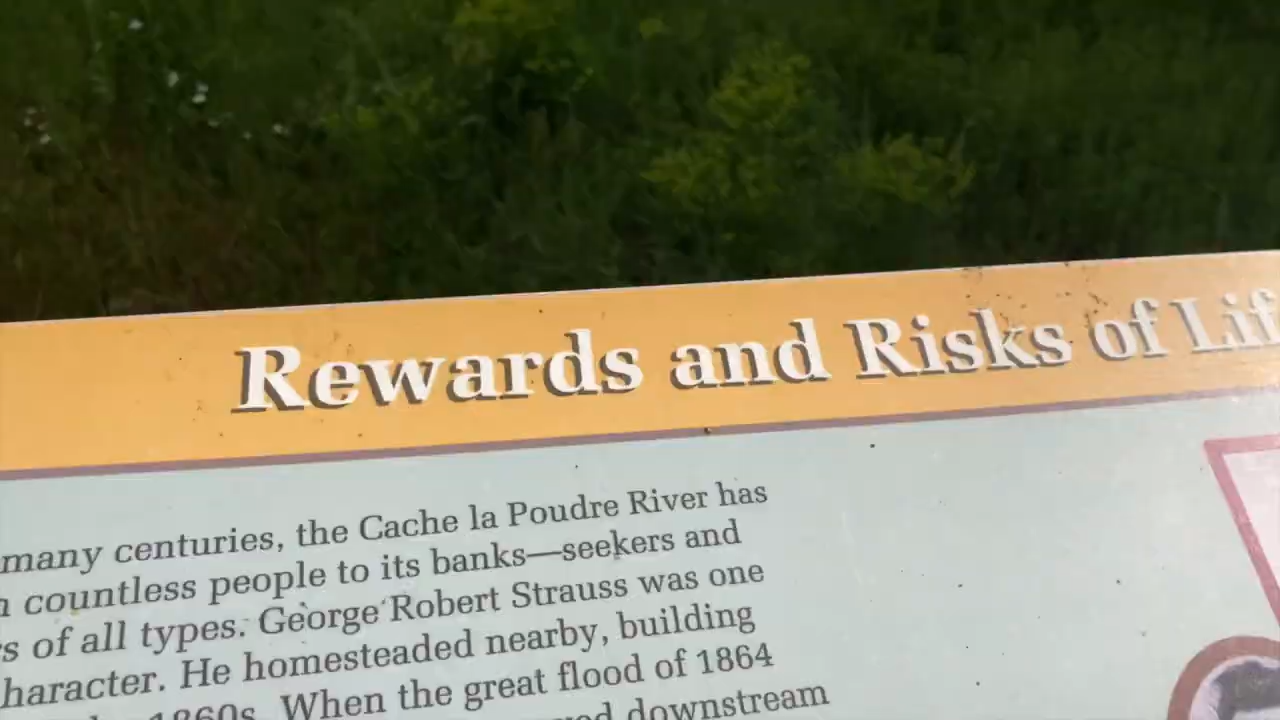 Rewards and Risks of Lif
many centuries, the Cache la Poudre River has
countless people to its banks—seekers and
s of all types. George Robert Strauss was one
haracter. He homesteaded nearby, building
1860s. When the great flood of 1864
downstream